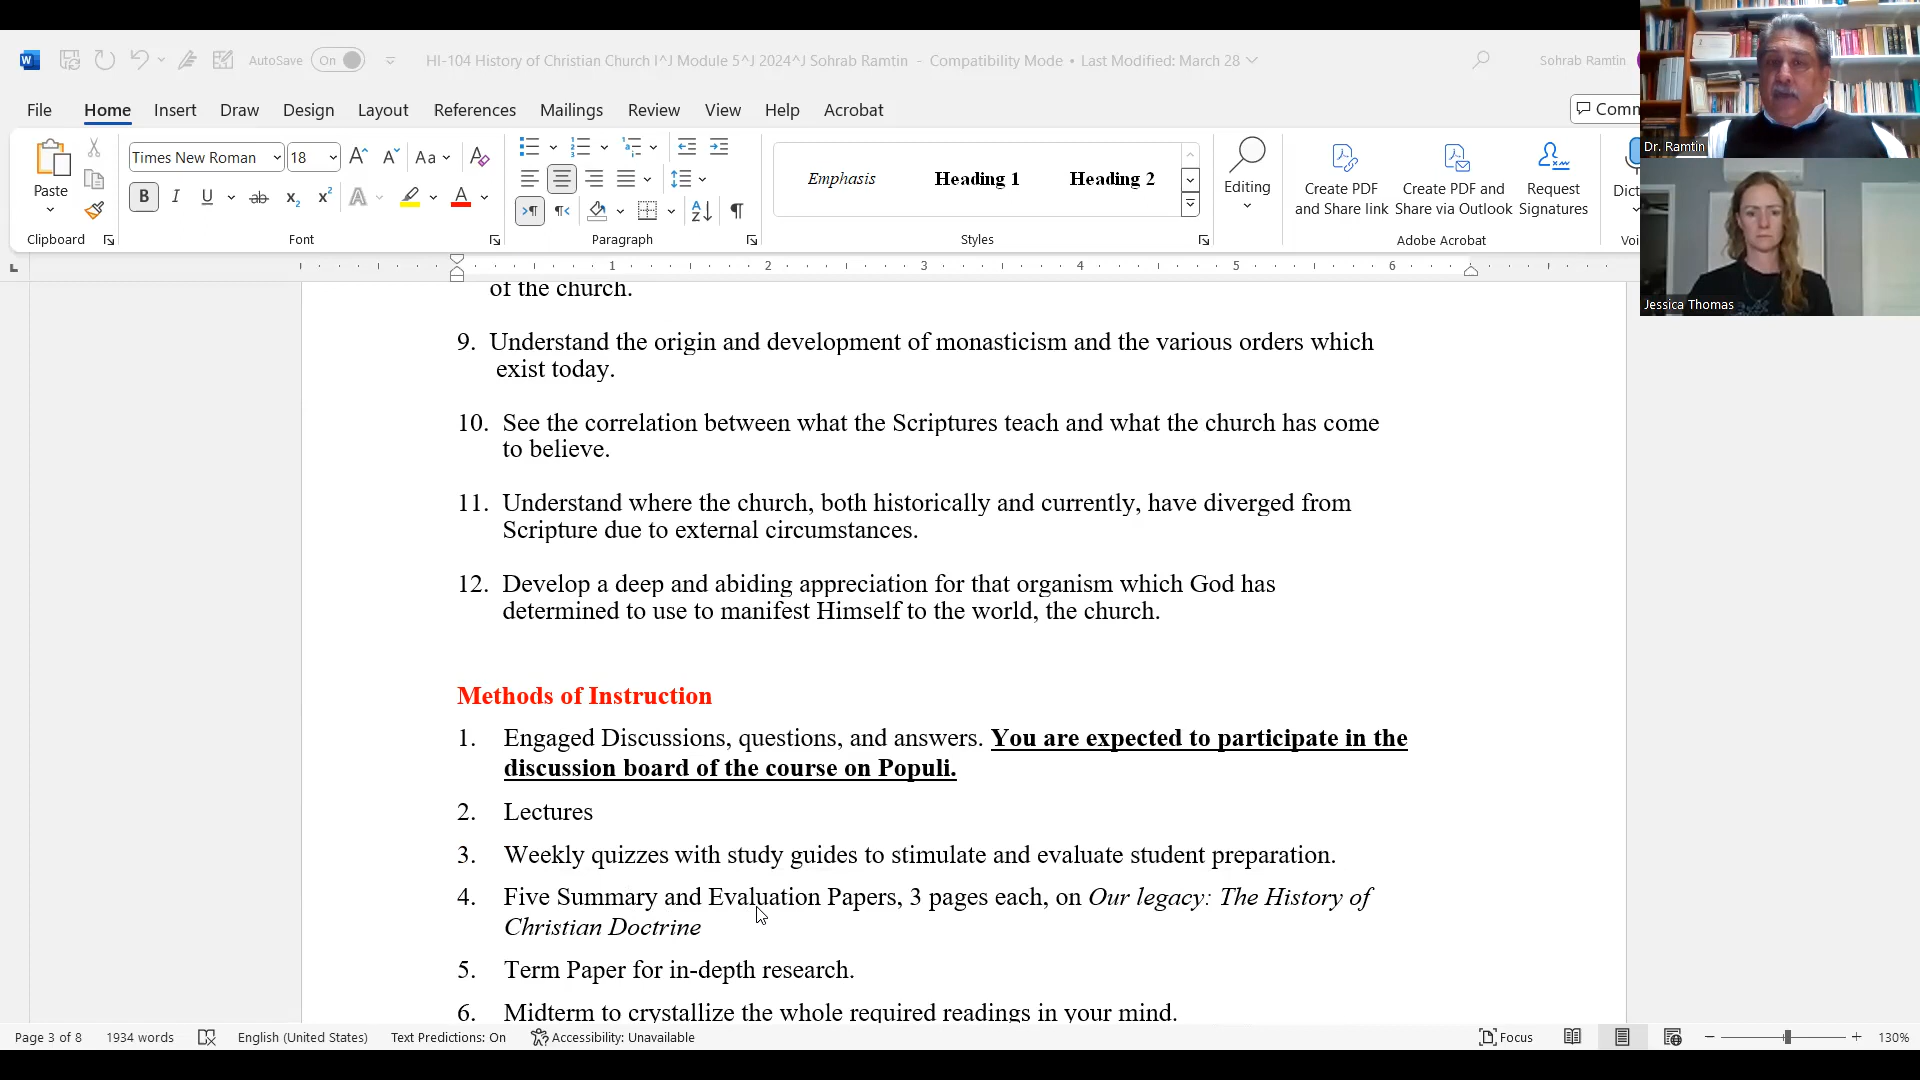 AutoSave On HI-104 History of Christian Church I^J Module 5^J 2024^J Sohrab Ramtin - Compatibility Mode • Last Modified: March 28 Sohrab Ramtin
File Home Insert Draw Design Layout References Mailings Review View Help Acrobat Comm
Paste
Clipboard
Times New Roman 18
Font
Paragraph
Emphasis Heading 1 Heading 2
Styles
Editing
Create PDF and Share link
Create PDF and Share via Outlook
Request Signatures
Adobe Acrobat
Dict
Voi
1 2 3 4 5 6
Dr. Ramtin
Jessica Thomas
of the church.
9. Understand the origin and development of monasticism and the various orders which
exist today.
10. See the correlation between what the Scriptures teach and what the church has come
to believe.
11. Understand where the church, both historically and currently, have diverged from
Scripture due to external circumstances.
12. Develop a deep and abiding appreciation for that organism which God has
determined to use to manifest Himself to the world, the church.
Methods of Instruction
1. Engaged Discussions, questions, and answers. You are expected to participate in the
discussion board of the course on Populi.
2. Lectures
3. Weekly quizzes with study guides to stimulate and evaluate student preparation.
4. Five Summary and Evaluation Papers, 3 pages each, on Our legacy: The History of
Christian Doctrine
5. Term Paper for in-depth research.
6. Midterm to crystallize the whole required readings in your mind.
Page 3 of 8 1934 words English (United States) Text Predictions: On Accessibility: Unavailable Focus 130%